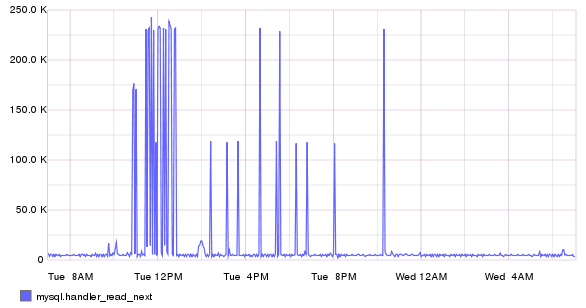 250.0 K
200.0 K
150.0 K
100.0 K
50.0 K
0
Tue 8AM Tue 12PM Tue 4PM Tue 8PM Wed 12AM Wed 4AM
mysql.handler_read_next